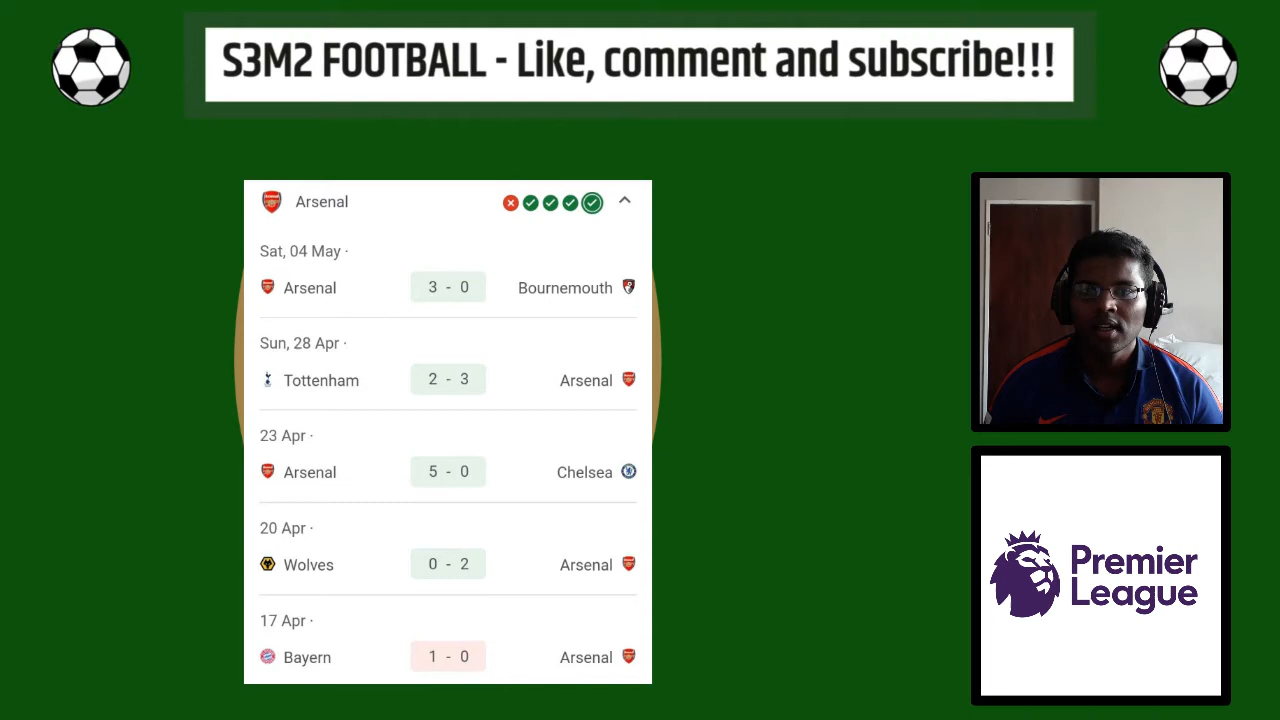 S3M2 FOOTBALL - Like, comment and subscribe!!!
Arsenal
Sat, 04 May ·
Arsenal 3 - 0 Bournemouth
Sun, 28 Apr ·
Tottenham 2 - 3 Arsenal
23 Apr ·
Arsenal 5 - 0 Chelsea
20 Apr ·
Wolves 0 - 2 Arsenal
17 Apr ·
Bayern 1 - 0 Arsenal
Premier
League